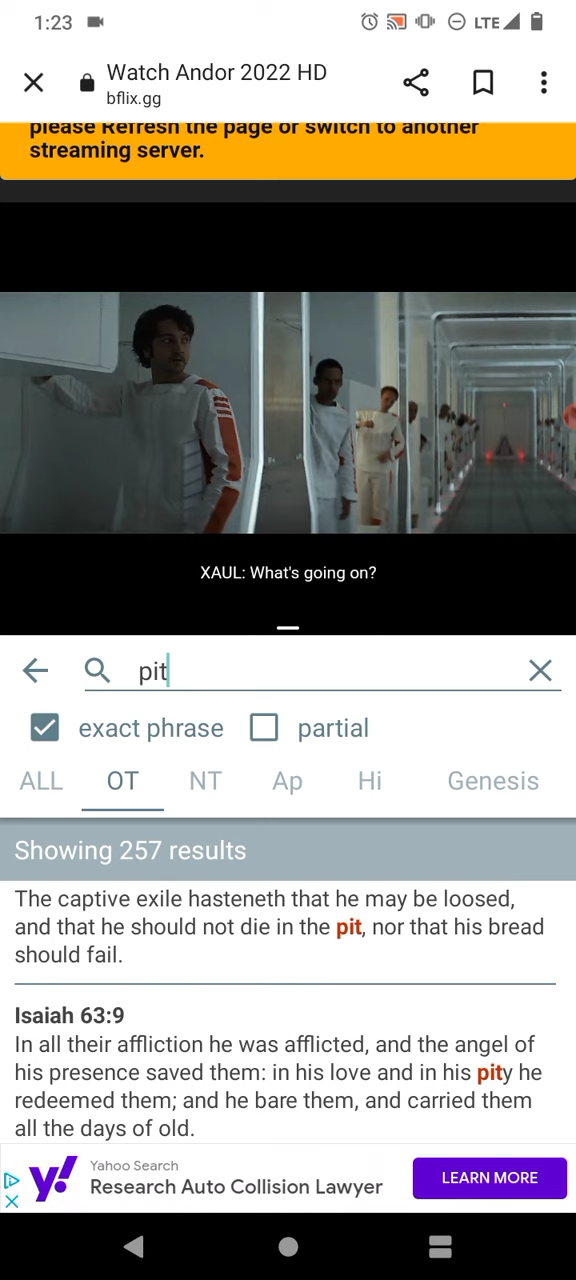 1:23
LTE
Watch Andor 2022 HD
bflix.gg
please Refresh the page or switch to another
streaming server.
XAUL: What's going on?
pit
exact phrase partial
ALL OT NT Ap Hi Genesis
Showing 257 results
The captive exile hasteneth that he may be loosed,
and that he should not die in the pit, nor that his bread
should fail.
Isaiah 63:9
In all their affliction he was afflicted, and the angel of
his presence saved them: in his love and in his pity he
redeemed them; and he bare them, and carried them
all the days of old.
y!
Yahoo Search
Research Auto Collision Lawyer
LEARN MORE